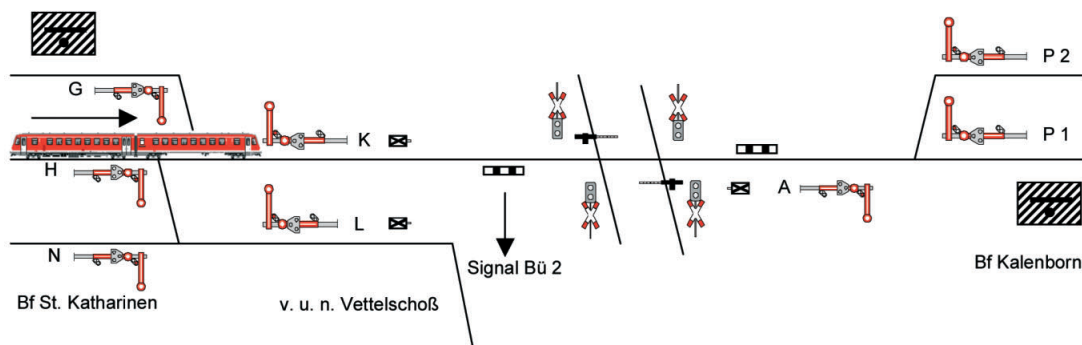 P 2
G
K
P 1
H
A
L
N
Signal Bü 2
Bf Kalenborn
Bf St. Katharinen
v. u. n. Vettelschoß